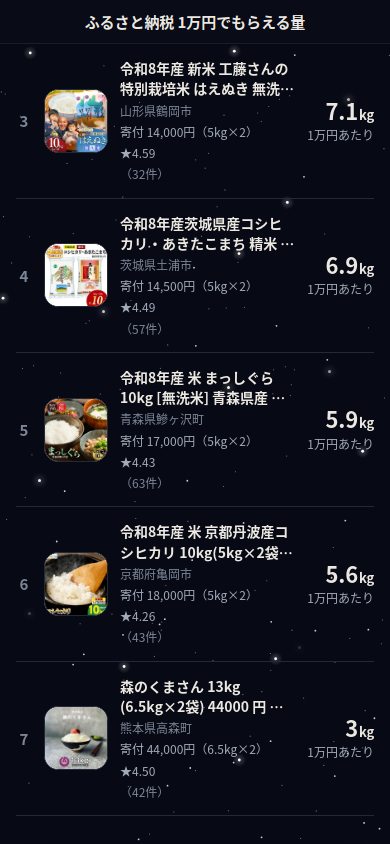 ふるさと納税 1万円でもらえる量
3
令和8年産 新米 工藤さんの
特別栽培米 はえぬき 無洗…
山形県鶴岡市
寄付 14,000円（5kg×2）
★4.59
（32件）
7.1kg
1万円あたり
4
令和8年産茨城県産コシヒ
カリ・あきたこまち 精米 …
茨城県土浦市
寄付 14,500円（5kg×2）
★4.49
（57件）
6.9kg
1万円あたり
5
令和8年産 米 まっしぐら
10kg [無洗米] 青森県産 …
青森県鰺ヶ沢町
寄付 17,000円（5kg×2）
★4.43
（63件）
5.9kg
1万円あたり
まっしぐら
6
令和8年産 米 京都丹波産コ
シヒカリ 10kg(5kg×2袋…
京都府亀岡市
寄付 18,000円（5kg×2）
★4.26
（43件）
5.6kg
1万円あたり
7
森のくまさん 13kg
(6.5kg×2袋) 44000 円 …
熊本県高森町
寄付 44,000円（6.5kg×2）
★4.50
（42件）
3kg
1万円あたり